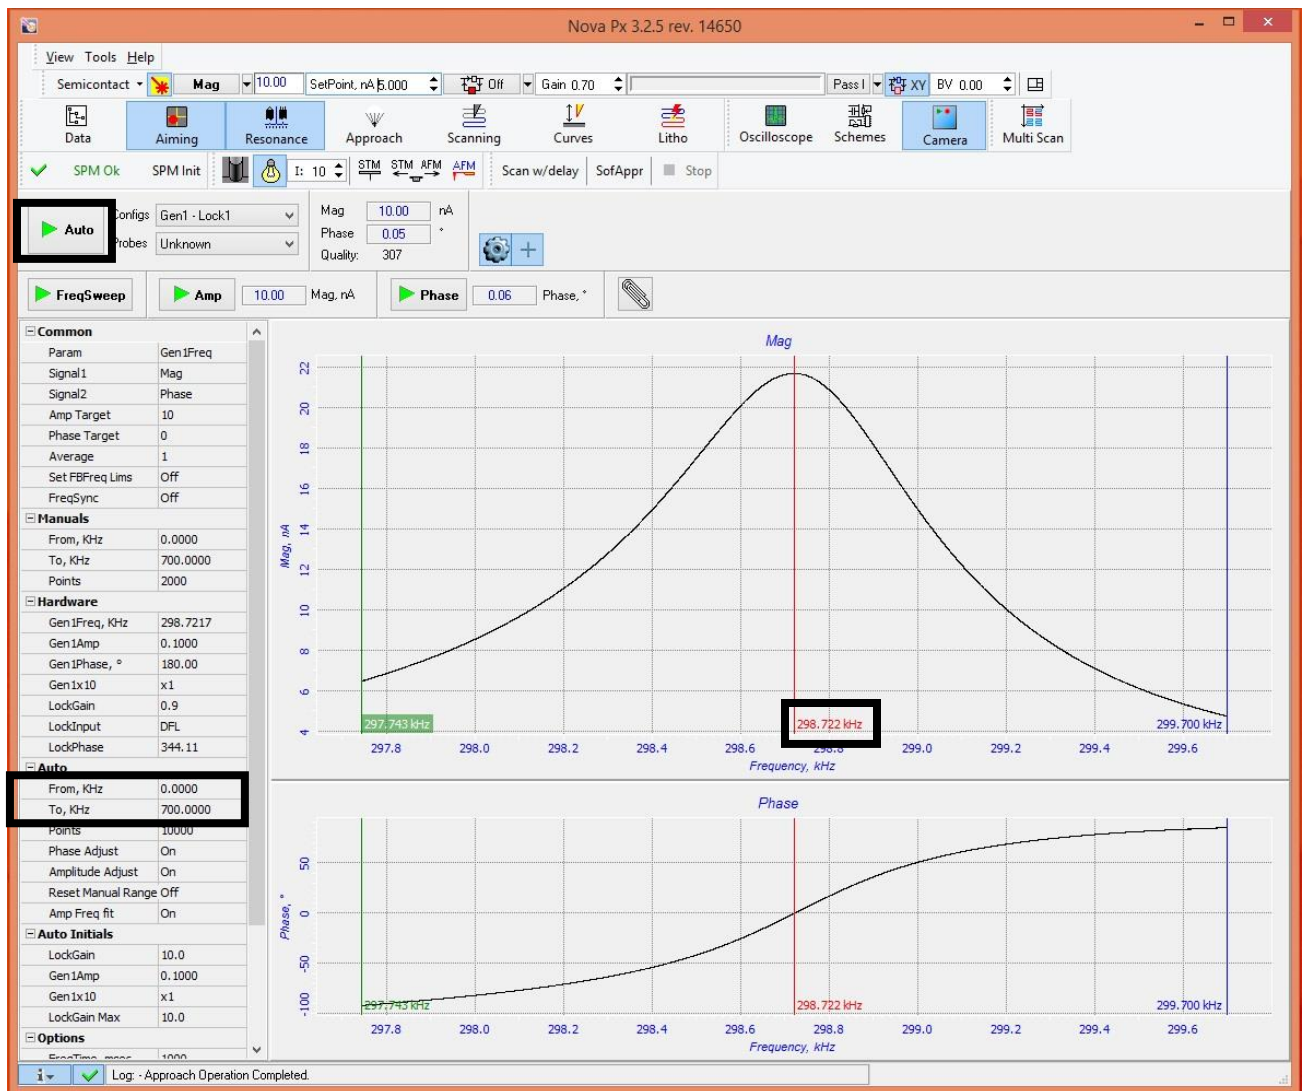 Nova Px 3.2.5 rev. 14650
View Tools Help
Semicontact Mag 10.00 SetPoint, nA 5.000 Off Gain 0.70 Pass I XY BV 0.00
Data Aiming Resonance Approach Scanning Curves Litho Oscilloscope Schemes Camera Multi Scan
SPM Ok SPM Init I: 10 STM STM AFM AFM Scan w/delay SofAppr Stop
Auto Configs Gen1 - Lock1 Mag 10.00 nA
Probes Unknown Phase 0.05 °
Quality: 307
FreqSweep Amp 10.00 Mag, nA Phase 0.06 Phase, °
Common
Param Gen1Freq
Signal1 Mag
Signal2 Phase
Amp Target 10
Phase Target 0
Average 1
Set FBFreq Lims Off
FreqSync Off
Manuals
From, KHz 0.0000
To, KHz 700.0000
Points 2000
Hardware
Gen1Freq, KHz 298.7217
Gen1Amp 0.1000
Gen1Phase, ° 180.00
Gen1x10 x1
LockGain 0.9
LockInput DFL
LockPhase 344.11
Auto
From, KHz 0.0000
To, KHz 700.0000
Points 10000
Phase Adjust On
Amplitude Adjust On
Reset Manual Range Off
Amp Freq fit On
Auto Initials
LockGain 10.0
Gen1Amp 0.1000
Gen1x10 x1
LockGain Max 10.0
Options
FreqTime, msec 1000
Mag
22
20
18
16
14
12
10
8
6
4
Mag, nA
297.743 kHz 298.722 kHz 299.700 kHz
297.8 298.0 298.2 298.4 298.6 298.8 299.0 299.2 299.4 299.6
Frequency, kHz
Phase
50
0
-50
-100
Phase, °
297.743 kHz 298.722 kHz 299.700 kHz
297.8 298.0 298.2 298.4 298.6 298.8 299.0 299.2 299.4 299.6
Frequency, kHz
Log: - Approach Operation Completed.